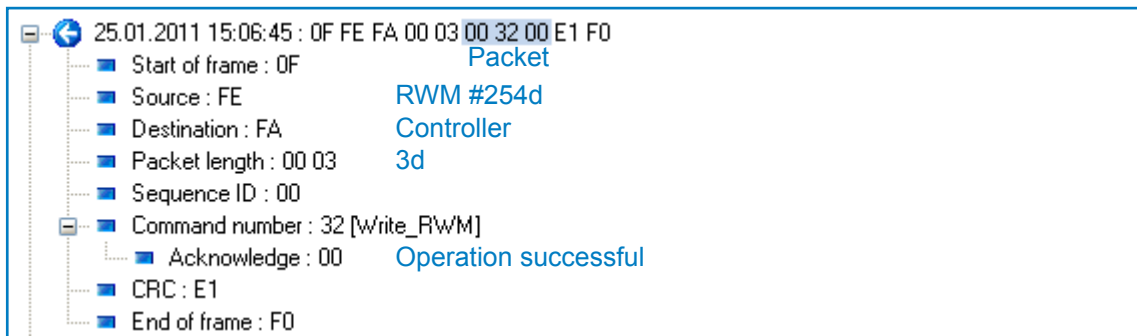 25.01.2011 15:06:45 : 0F FE FA 00 03 00 32 00 E1 F0
Packet
Start of frame : 0F
Source : FE RWM #254d
Destination : FA Controller
Packet length : 00 03 3d
Sequence ID : 00
Command number : 32 [Write_RWM]
Acknowledge : 00 Operation successful
CRC : E1
End of frame : F0